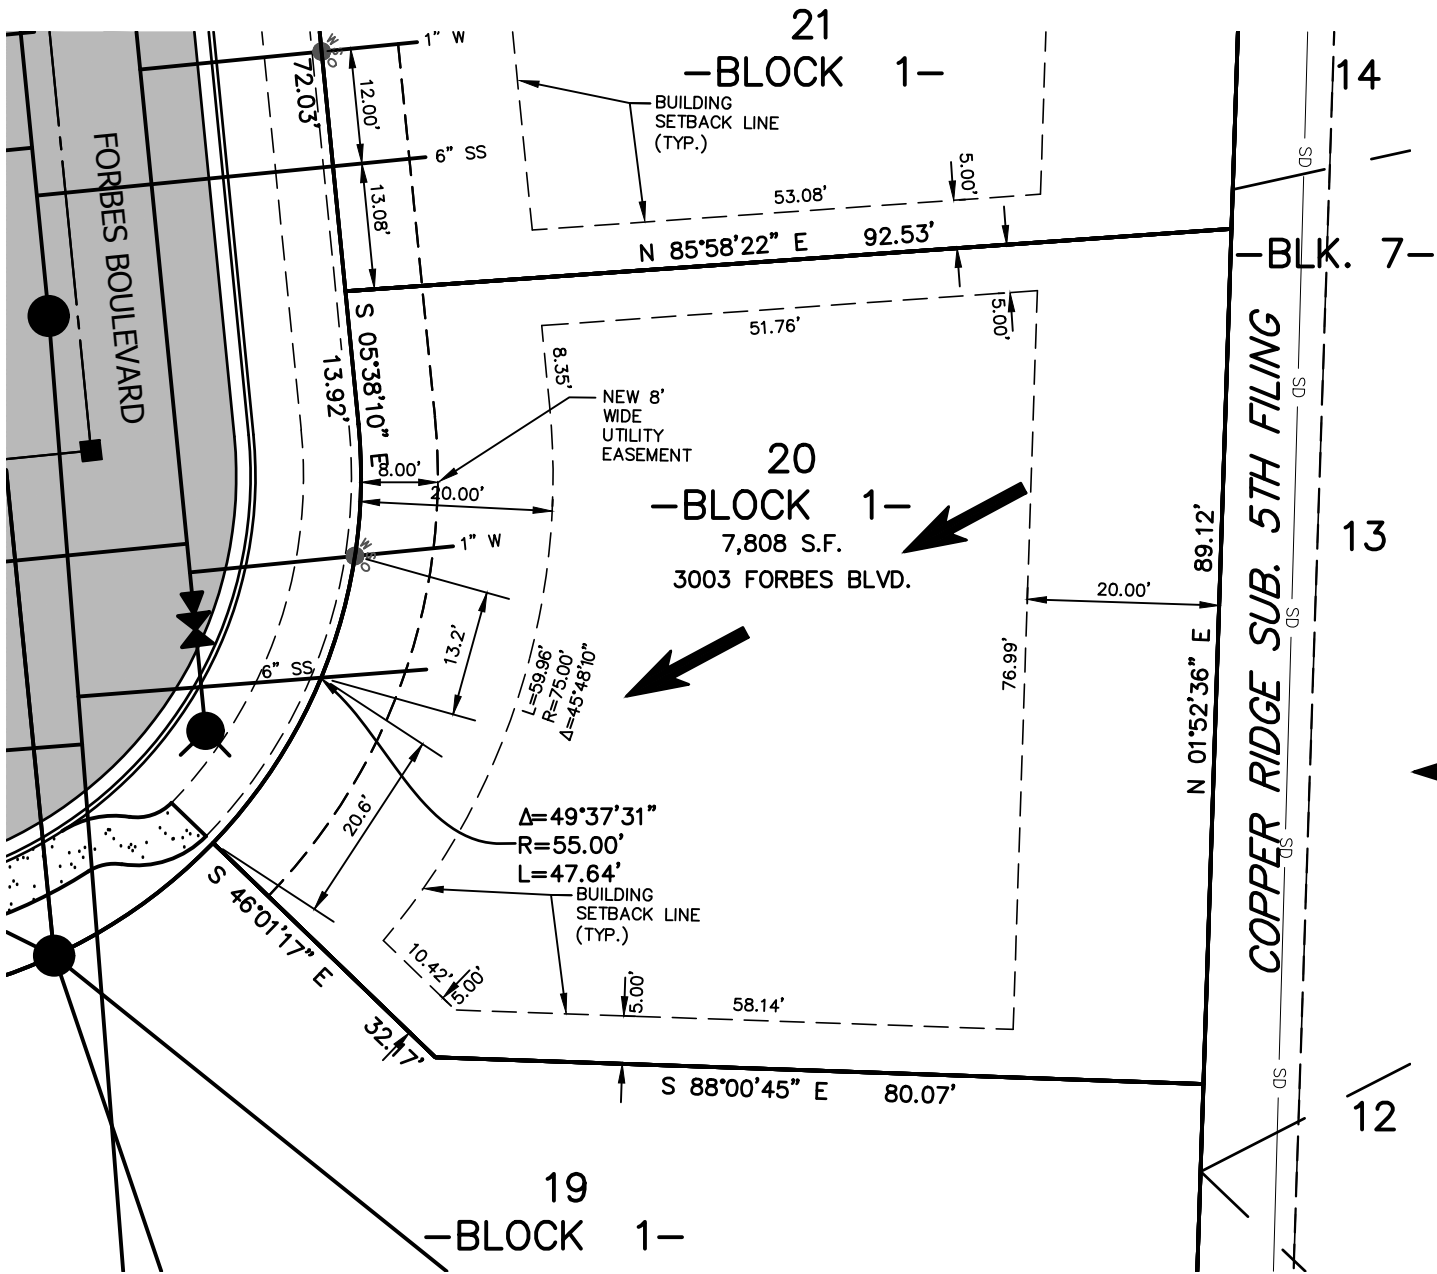 21
-BLOCK 1-
1" W
W
S
O
72.03'
12.00'
BUILDING
SETBACK LINE
(TYP.)
14
SD
6" SS
FORBES BOULEVARD
13.08'
5.00'
53.08'
N 85°58'22" E 92.53'
-BLK. 7-
S 05°38'10" E
13.92'
51.76'
5.00'
8.35'
NEW 8'
WIDE
UTILITY
EASEMENT
8.00'
20.00'
20
-BLOCK 1-
7,808 S.F.
3003 FORBES BLVD.
COPPER RIDGE SUB. 5TH FILING
SD
13
89.12'
N 01°52'36" E
20.00'
SD
1" W
W
S
O
13.2'
6" SS
L=59.96'
R=75.00'
Δ=45°48'10"
76.99'
20.6'
Δ=49°37'31"
R=55.00'
L=47.64'
BUILDING
SETBACK LINE
(TYP.)
SD
S 46°01'17" E
32.17'
10.42'
5.00'
5.00'
58.14'
S 88°00'45" E 80.07'
SD
12
19
-BLOCK 1-